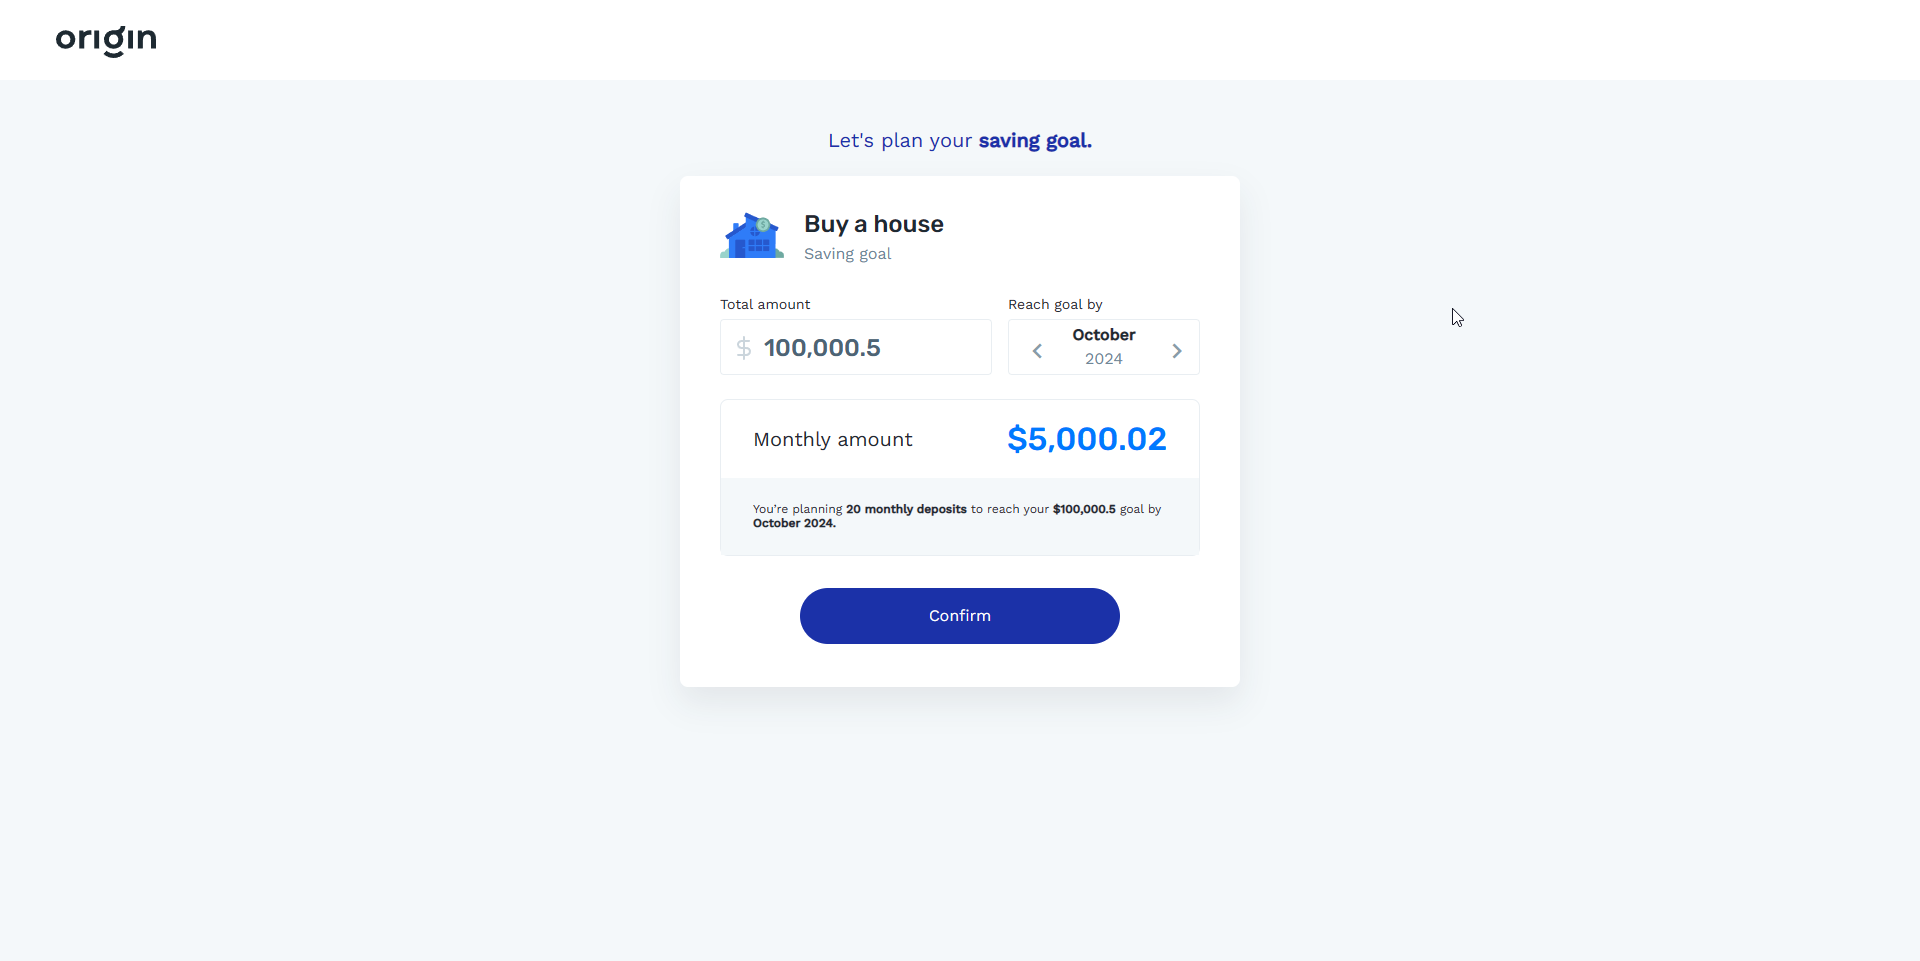 origin
Let's plan your saving goal.
Buy a house
Saving goal
Total amount
$ 100,000.5
Reach goal by
October
2024
Monthly amount
$5,000.02
You’re planning 20 monthly deposits to reach your $100,000.5 goal by
October 2024.
Confirm